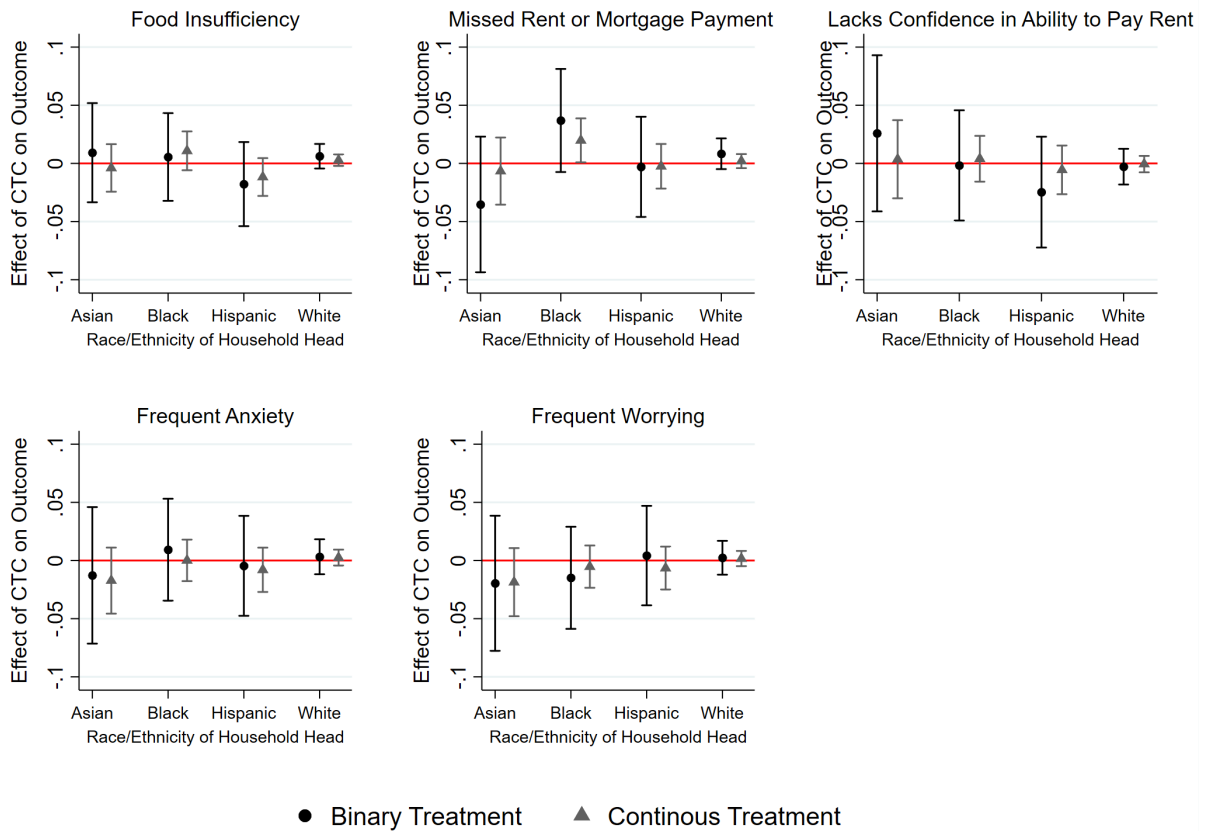 Food Insufficiency
Effect of CTC on Outcome
.1
.05
0
-.05
-.1
Asian Black Hispanic White
Race/Ethnicity of Household Head
Missed Rent or Mortgage Payment
Effect of CTC on Outcome
.1
.05
0
-.05
-.1
Asian Black Hispanic White
Race/Ethnicity of Household Head
Lacks Confidence in Ability to Pay Rent
Effect of CTC on Outcome
.1
.05
0
-.05
-.1
Asian Black Hispanic White
Race/Ethnicity of Household Head
Frequent Anxiety
Effect of CTC on Outcome
.1
.05
0
-.05
-.1
Asian Black Hispanic White
Race/Ethnicity of Household Head
Frequent Worrying
Effect of CTC on Outcome
.1
.05
0
-.05
-.1
Asian Black Hispanic White
Race/Ethnicity of Household Head
Binary Treatment Continous Treatment